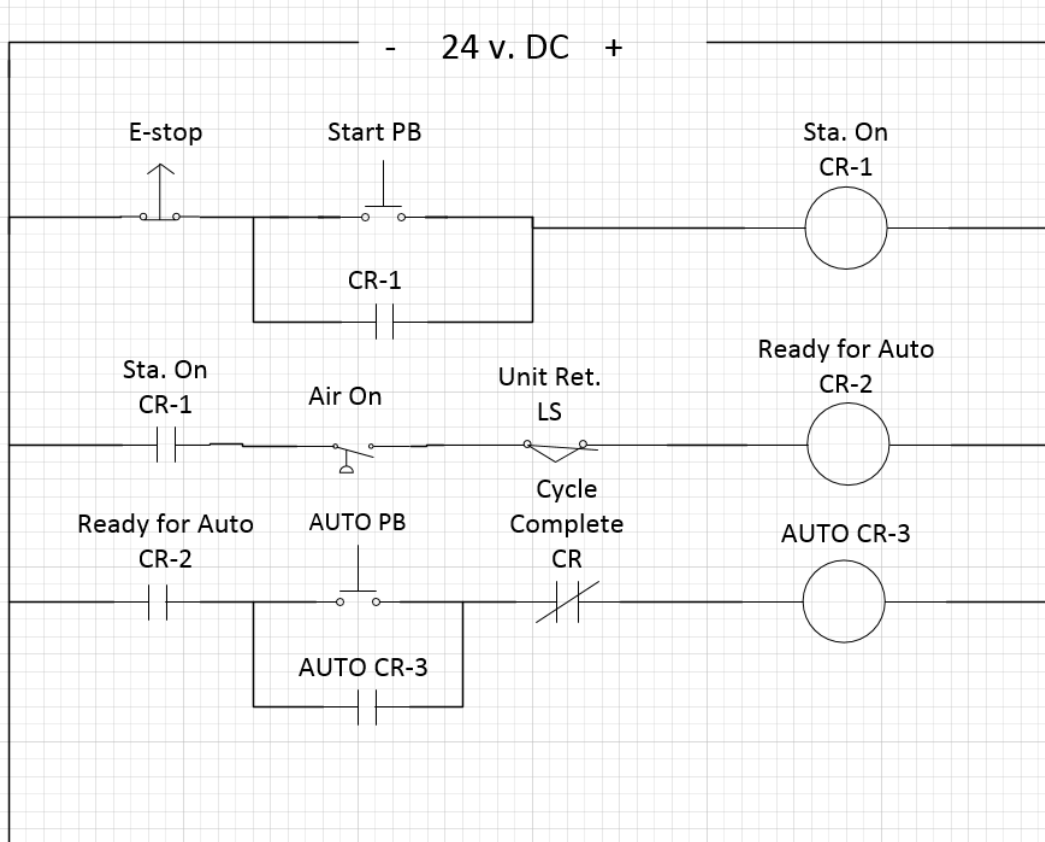 - 24 v. DC +
E-stop
Start PB
Sta. On
CR-1
CR-1
Sta. On
CR-1
Air On
Unit Ret.
LS
Ready for Auto
CR-2
Ready for Auto
CR-2
AUTO PB
Cycle
Complete
CR
AUTO CR-3
AUTO CR-3